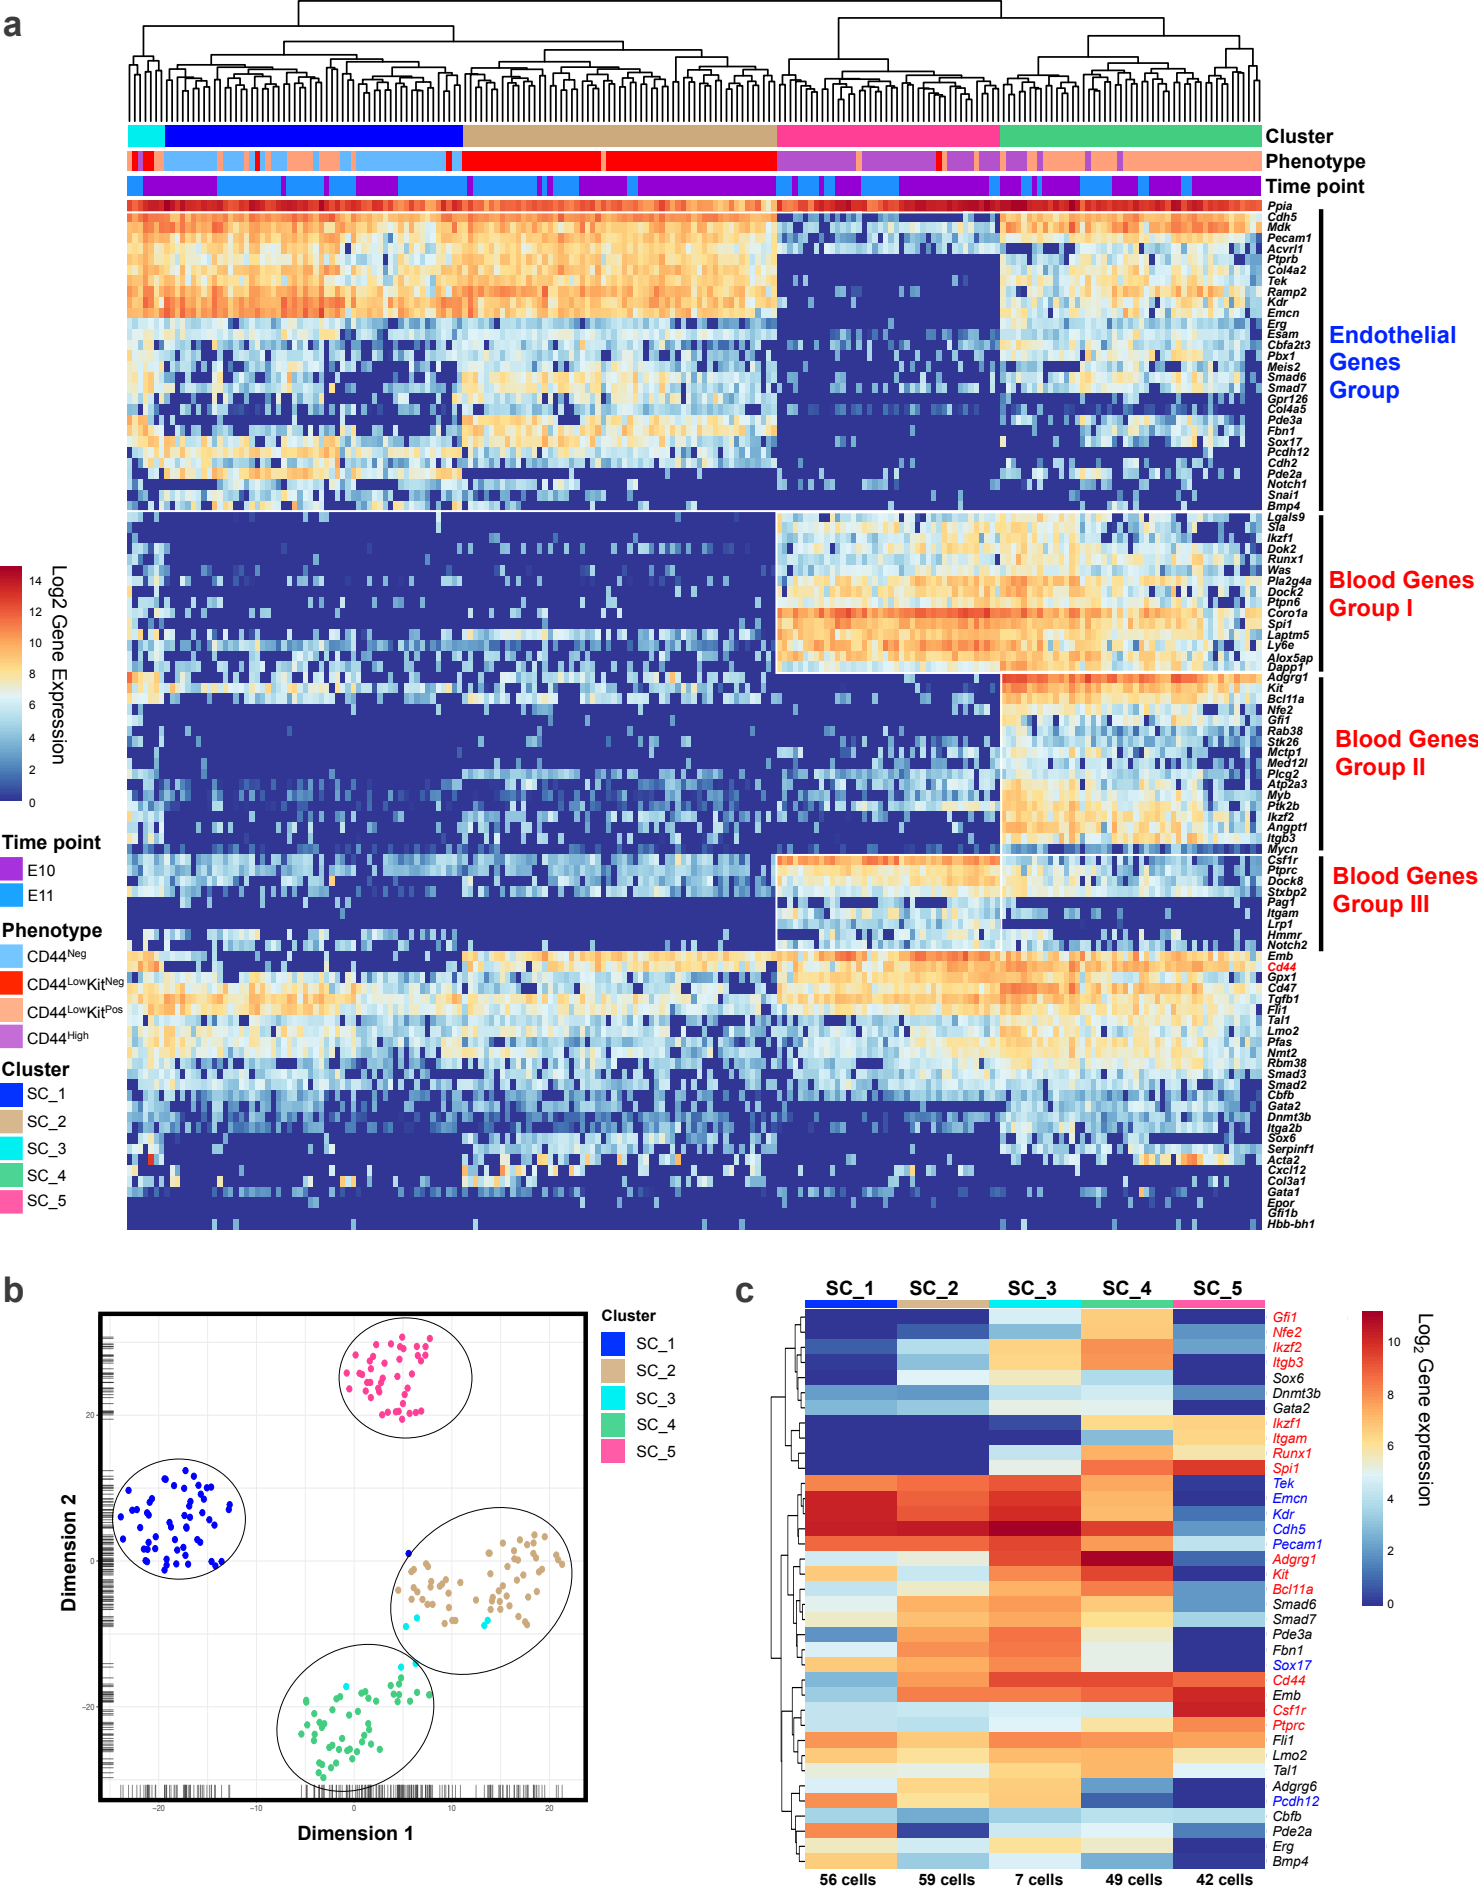 a
Cluster
Phenotype
Time point
Ppia
Cdh5
Mdk
Pecam1
Acvrl1
Ptprb
Col4a2
Tek
Ramp2
Kdr
Emcn
Erg
Esam
Cbfa2t3
Pbx1
Meis2
Smad6
Smad7
Gpr126
Col4a5
Pde3a
Fbn1
Sox17
Pcdh12
Cdh2
Pde2a
Notch1
Snai1
Bmp4
Endothelial
Genes
Group
Lgals9
Sla
Ikzf1
Dok2
Runx1
Was
Pla2g4a
Dock2
Ptpn6
Coro1a
Spi1
Laptm5
Ly6e
Alox5ap
Dapp1
Blood Genes
Group I
Adgrg1
Kit
Bcl11a
Nfe2
Gfi1
Rab38
Stk26
Mctp1
Med12l
Plcg2
Atp2a3
Myb
Ptk2b
Ikzf2
Angpt1
Itgb3
Mycn
Blood Genes
Group II
Csf1r
Ptprc
Dock8
Stxbp2
Pag1
Itgam
Lrp1
Hmmr
Notch2
Blood Genes
Group III
Emb
Cd44
Gpx1
Cd47
Tgfb1
Fli1
Tal1
Lmo2
Pfas
Nmt2
Rbm38
Smad3
Smad2
Cbfb
Gata2
Dnmt3b
Itga2b
Sox6
Serpinf1
Acta2
Cxcl12
Col3a1
Gata1
Epor
Gfi1b
Hbb-bh1
14
12
10
8
6
4
2
0
Log2 Gene Expression
Time point
E10
E11
Phenotype
CD44Neg
CD44LowKitNeg
CD44LowKitPos
CD44High
Cluster
SC_1
SC_2
SC_3
SC_4
SC_5
b
Dimension 2
20
0
−20
−20
−10
0
10
20
Dimension 1
Cluster
SC_1
SC_2
SC_3
SC_4
SC_5
c
SC_1 SC_2 SC_3 SC_4 SC_5
Gfi1
Nfe2
Ikzf2
Itgb3
Sox6
Dnmt3b
Gata2
Ikzf1
Itgam
Runx1
Spi1
Tek
Emcn
Kdr
Cdh5
Pecam1
Adgrg1
Kit
Bcl11a
Smad6
Smad7
Pde3a
Fbn1
Sox17
Cd44
Emb
Csf1r
Ptprc
Fli1
Lmo2
Tal1
Adgrg6
Pcdh12
Cbfb
Pde2a
Erg
Bmp4
56 cells 59 cells 7 cells 49 cells 42 cells
10
8
6
4
2
0
Log2 Gene expression